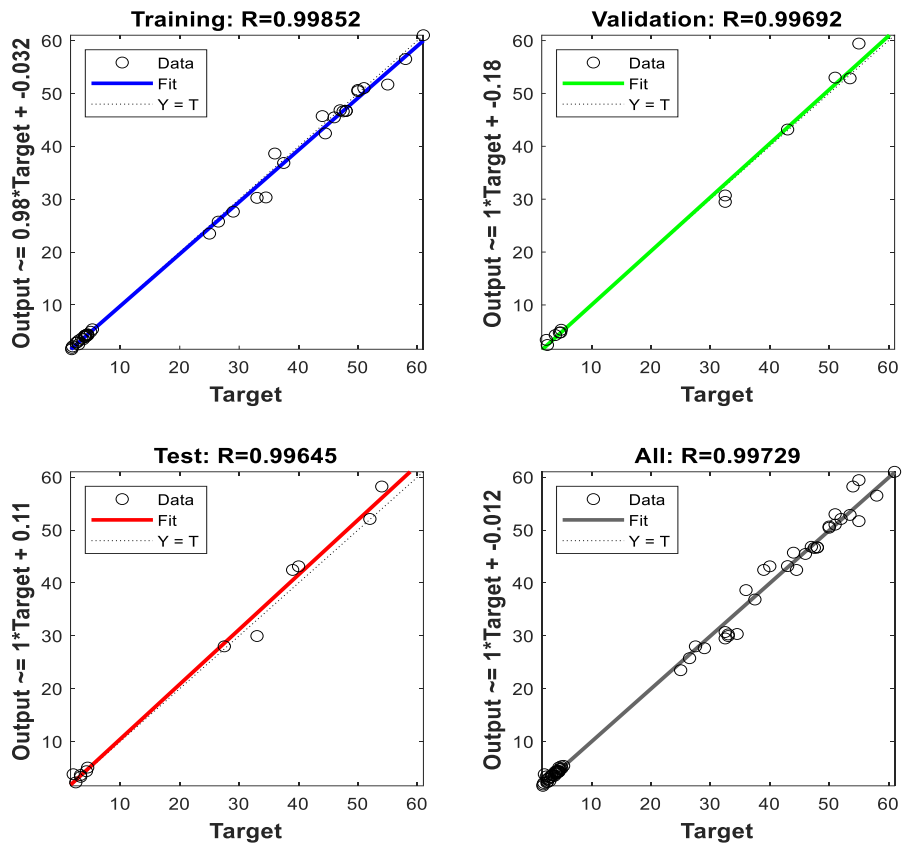 Training: R=0.99852
Output ~= 0.98*Target + -0.032
60
50
40
30
20
10
Data
Fit
Y = T
10 20 30 40 50 60
Target
Validation: R=0.99692
Output ~= 1*Target + -0.18
60
50
40
30
20
10
Data
Fit
Y = T
10 20 30 40 50 60
Target
Test: R=0.99645
Output ~= 1*Target + 0.11
60
50
40
30
20
10
Data
Fit
Y = T
10 20 30 40 50 60
Target
All: R=0.99729
Output ~= 1*Target + -0.012
60
50
40
30
20
10
Data
Fit
Y = T
10 20 30 40 50 60
Target